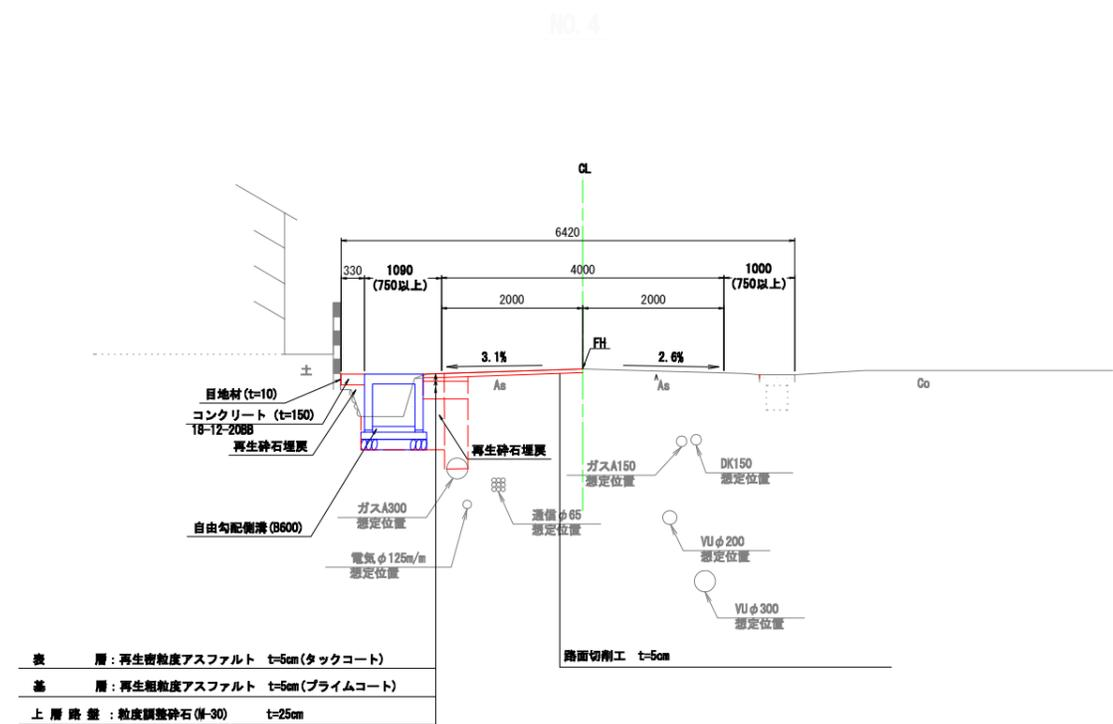 NO. 4
CL
6420
330
1090
(750以上)
4000
1000
(750以上)
2000
2000
FH
3.1%
2.6%
土
As
As
Co
目地材(t=10)
コンクリート (t=150)
18-12-20BB
再生砕石埋戻
再生砕石埋戻
ガスA150
想定位置
DK150
想定位置
ガスA300
想定位置
通信φ65
想定位置
自由勾配側溝(B600)
電気φ125m/m
想定位置
VUφ200
想定位置
VUφ300
想定位置
路面切削工 t=5cm
表 層:再生密粒度アスファルト t=5cm(タックコート)
基 層:再生粗粒度アスファルト t=5cm(プライムコート)
上 層 路 盤 :粒度調整砕石(M-30) t=25cm